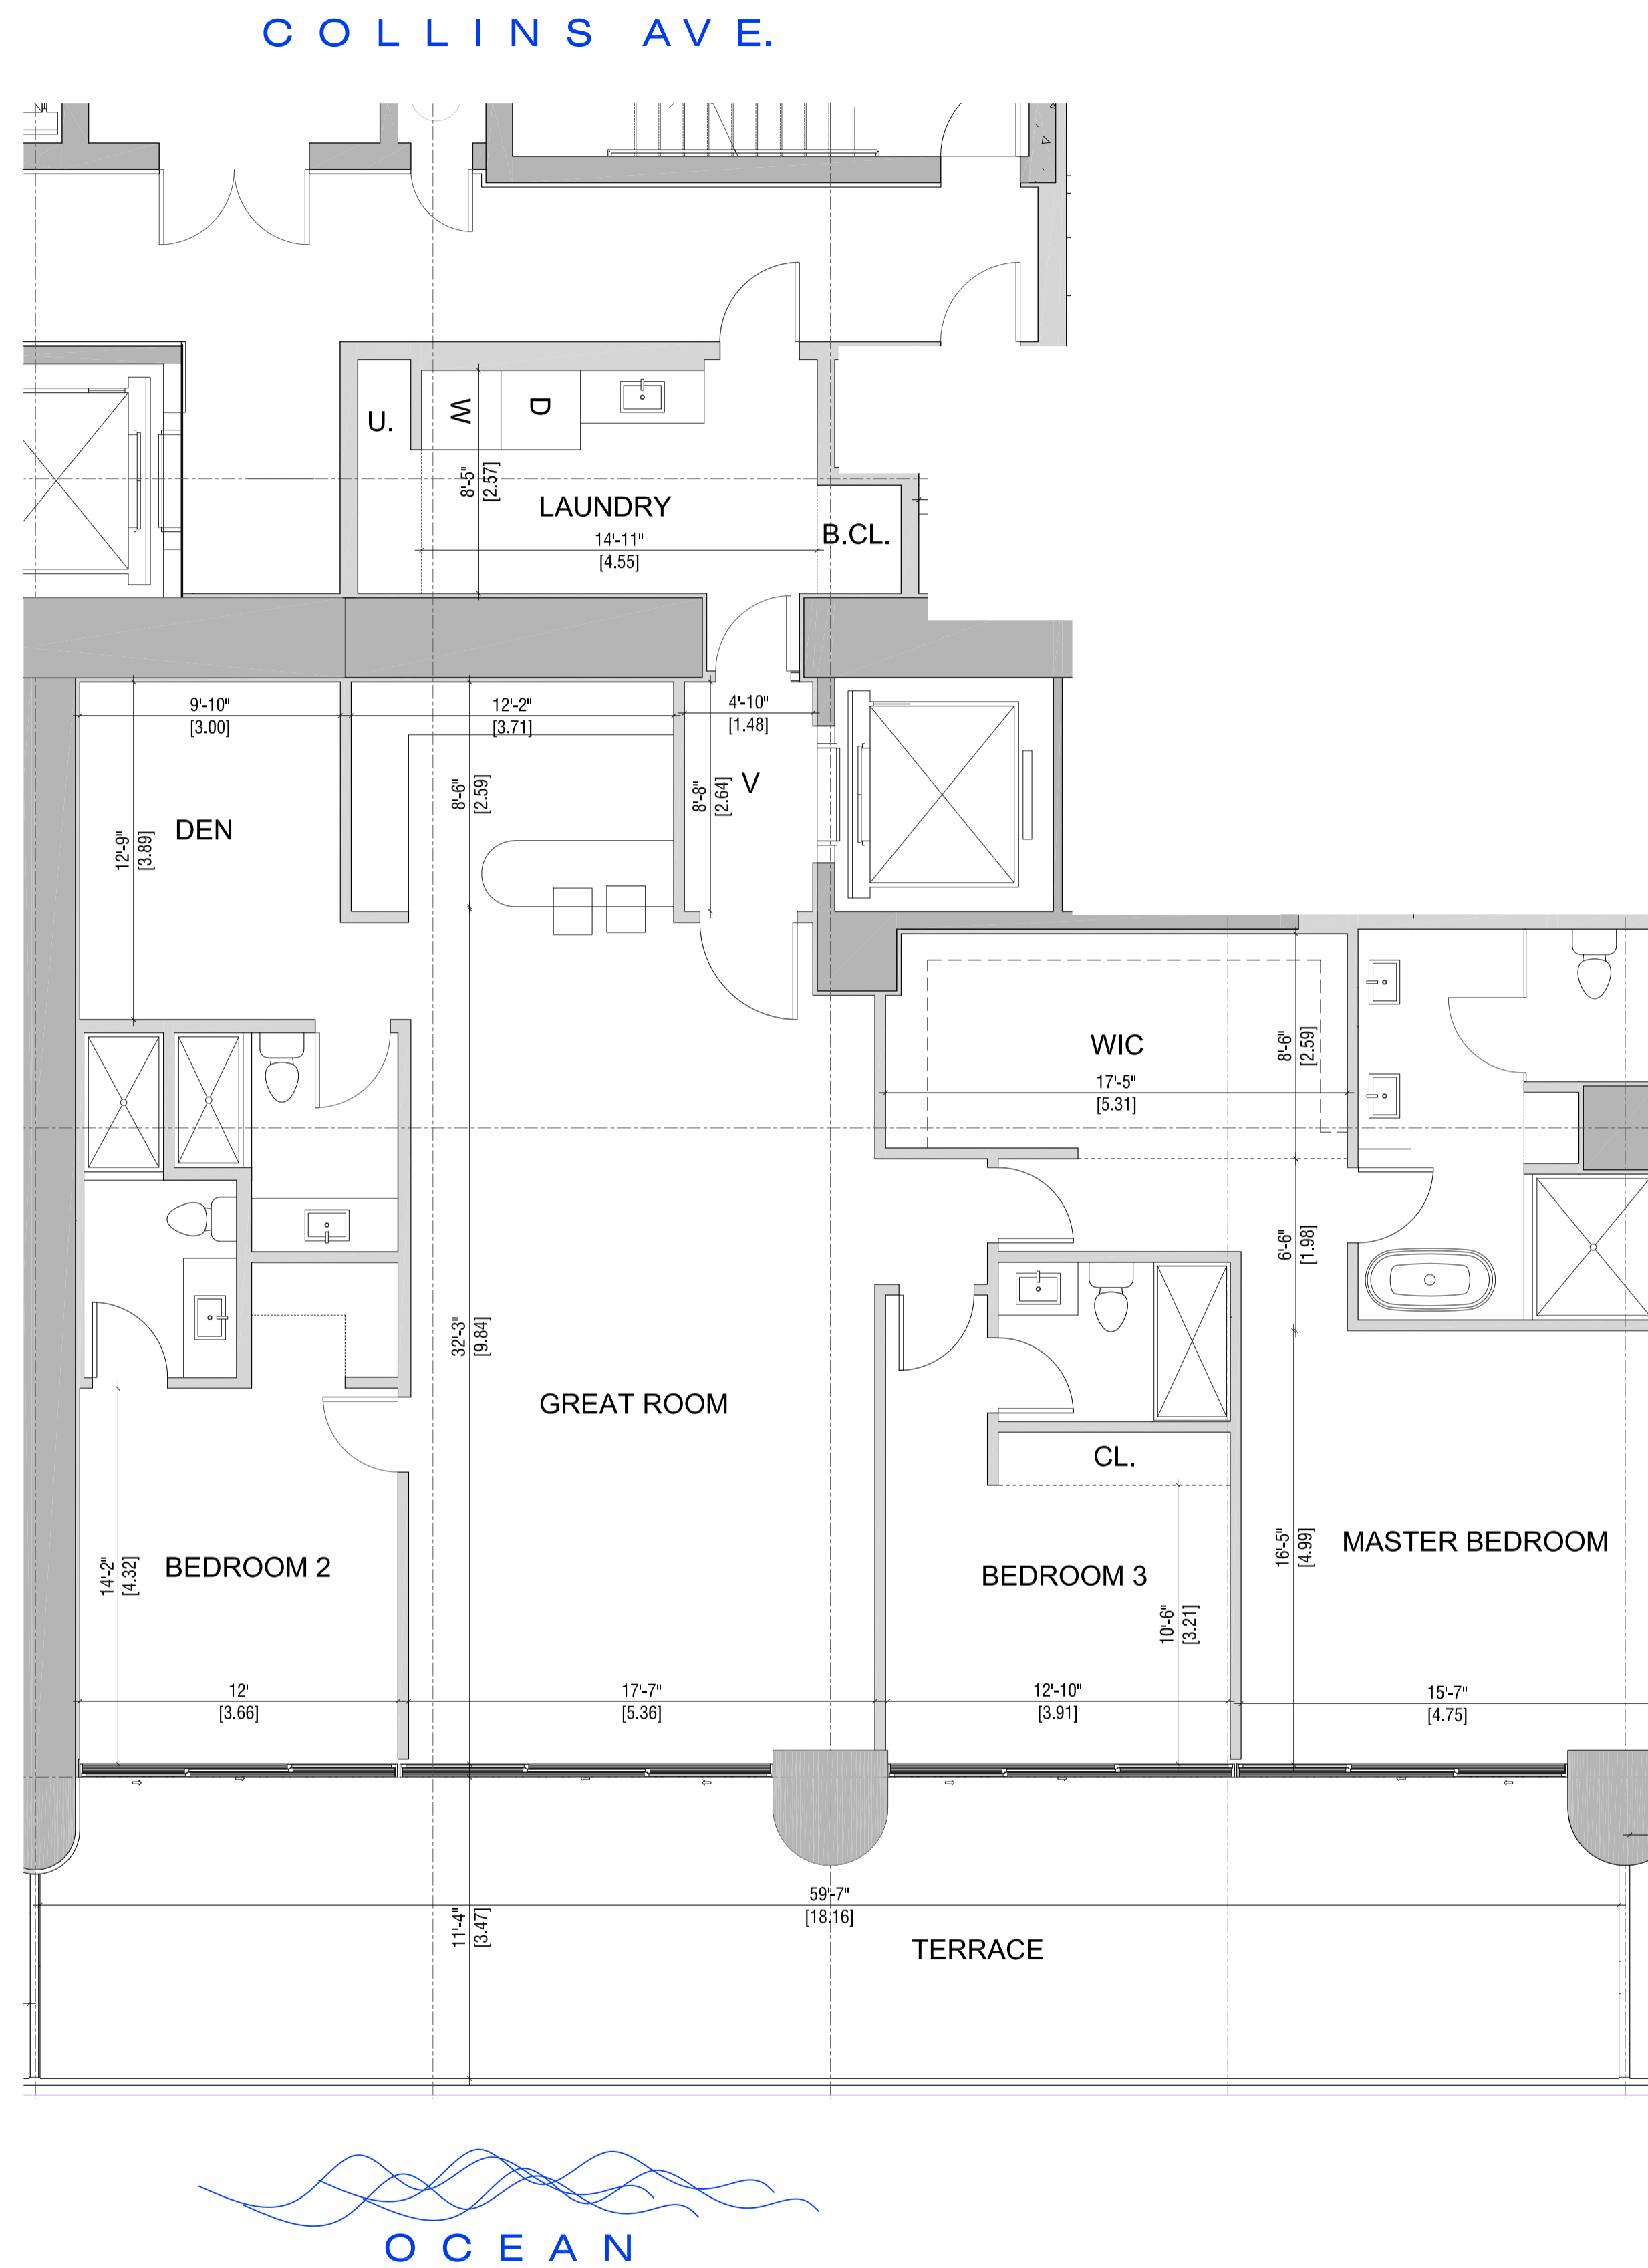 COLLINS AVE.
U.
W
D
8'-5"
[2.57]
LAUNDRY
14'-11"
[4.55]
B.CL.
9'-10"
[3.00]
12'-2"
[3.71]
4'-10"
[1.48]
12'-9"
[3.89]
DEN
8'-6"
[2.59]
8'-8"
[2.64]
V
WIC
17'-5"
[5.31]
8'-6"
[2.59]
6'-6"
[1.98]
32'-3"
[9.84]
GREAT ROOM
CL.
14'-2"
[4.32]
BEDROOM 2
BEDROOM 3
10'-6"
[3.21]
16'-5"
[4.99]
MASTER BEDROOM
12'
[3.66]
17'-7"
[5.36]
12'-10"
[3.91]
15'-7"
[4.75]
59'-7"
[18.16]
11'-4"
[3.47]
TERRACE
OCEAN